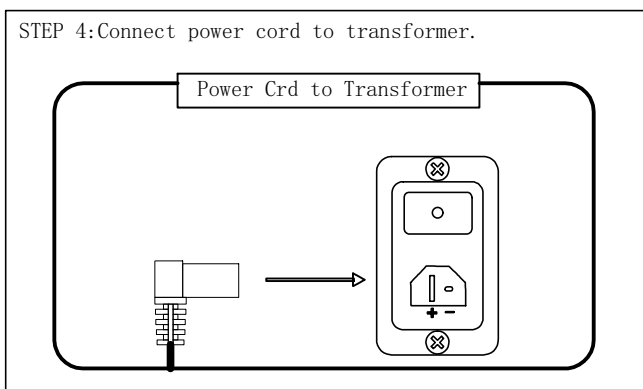 STEP 4:Connect power cord to transformer.
Power Crd to Transformer
+ −